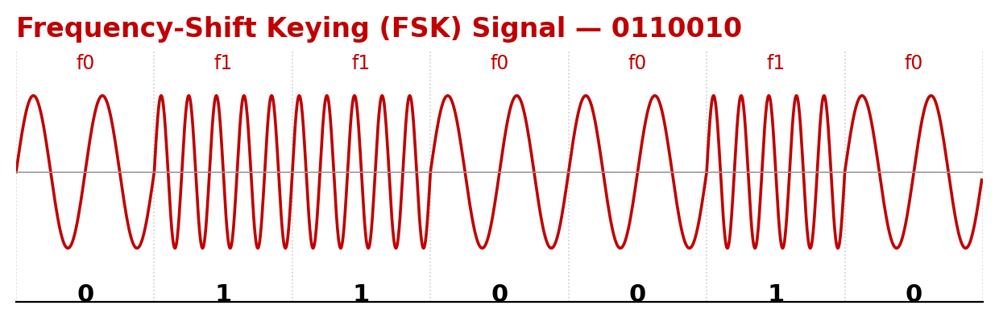 Frequency-Shift Keying (FSK) Signal — 0110010
f0 f1 f1 f0 f0 f1 f0
0 1 1 0 0 1 0